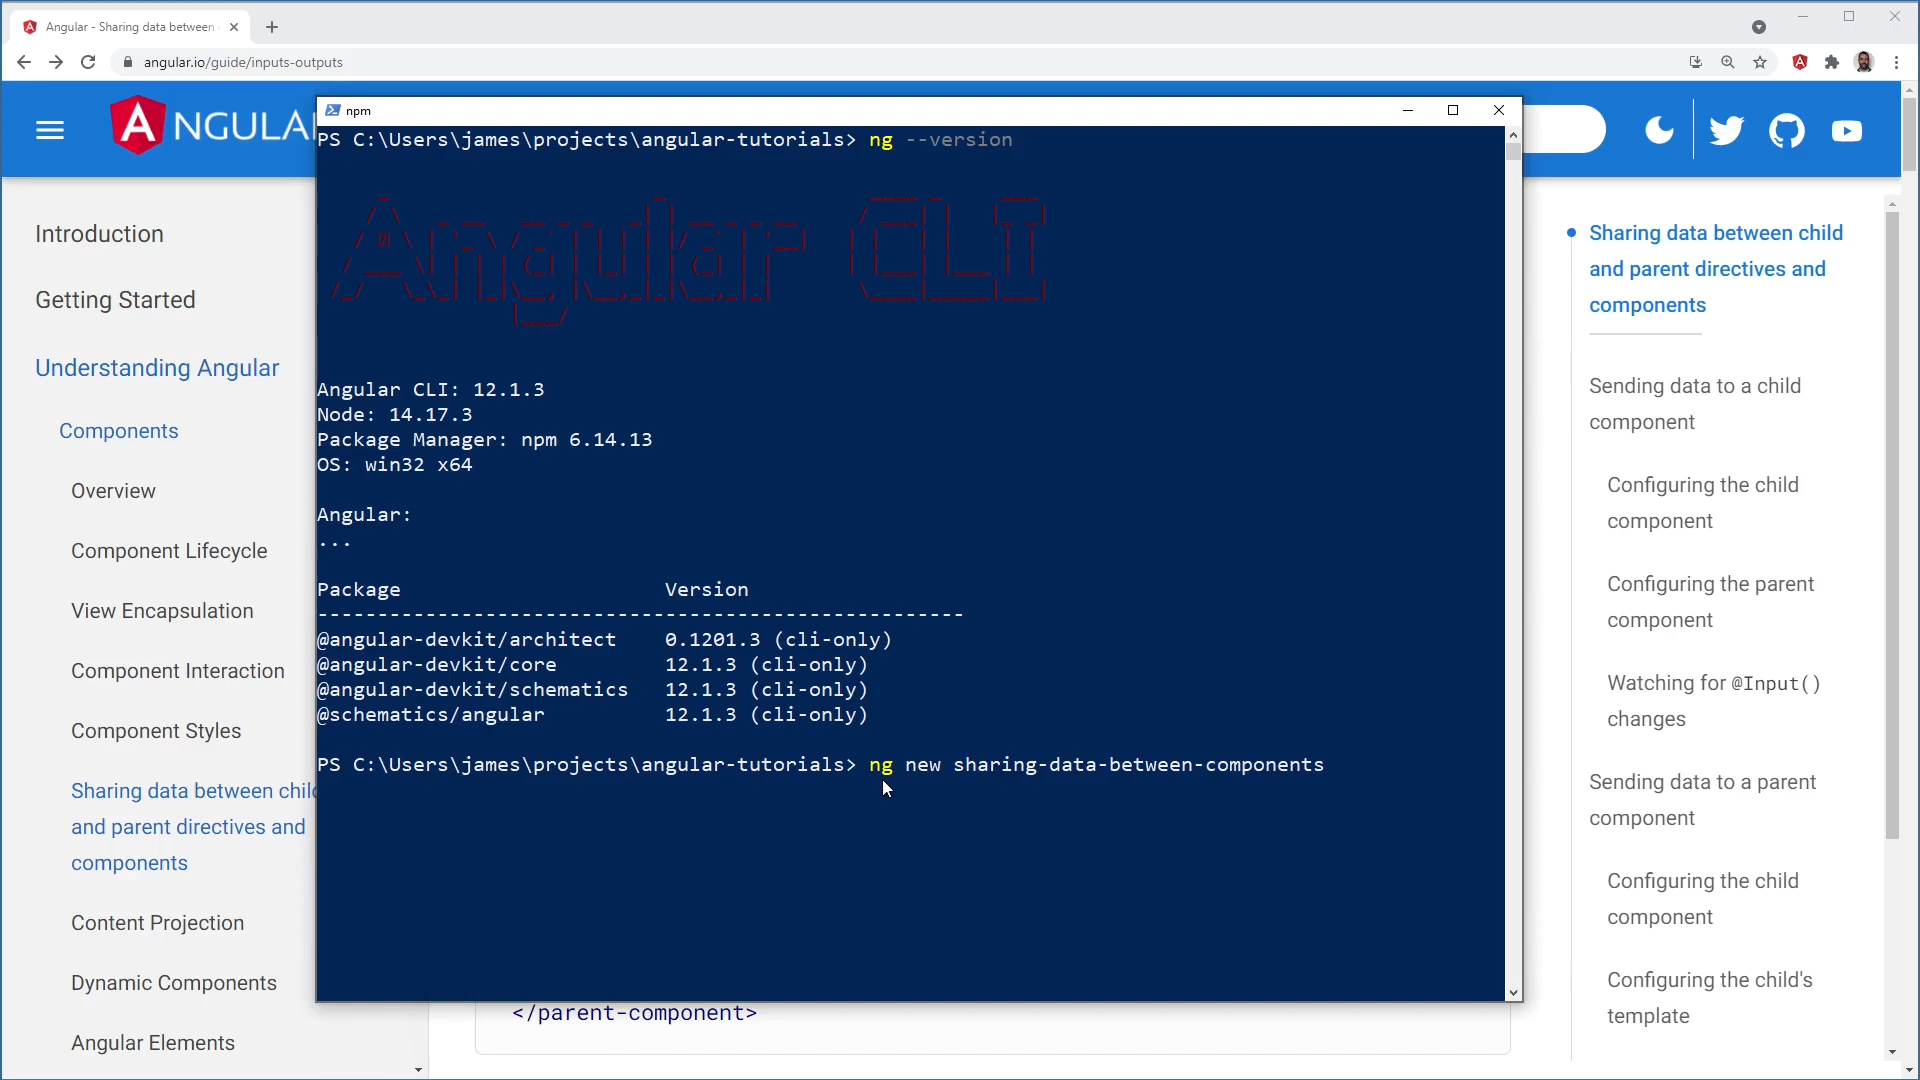 Angular - Sharing data between
angular.io/guide/inputs-outputs
ANGULA
npm
PS C:\Users\james\projects\angular-tutorials> ng --version
Angular CLI
Angular CLI: 12.1.3
Node: 14.17.3
Package Manager: npm 6.14.13
OS: win32 x64
Angular:
...
Package Version
------------------------------------------------------
@angular-devkit/architect 0.1201.3 (cli-only)
@angular-devkit/core 12.1.3 (cli-only)
@angular-devkit/schematics 12.1.3 (cli-only)
@schematics/angular 12.1.3 (cli-only)
PS C:\Users\james\projects\angular-tutorials> ng new sharing-data-between-components
Introduction
Getting Started
Understanding Angular
Components
Overview
Component Lifecycle
View Encapsulation
Component Interaction
Component Styles
Sharing data between child
and parent directives and
components
Content Projection
Dynamic Components
Angular Elements
</parent-component>
Sharing data between child
and parent directives and
components
Sending data to a child
component
Configuring the child
component
Configuring the parent
component
Watching for @Input()
changes
Sending data to a parent
component
Configuring the child
component
Configuring the child's
template